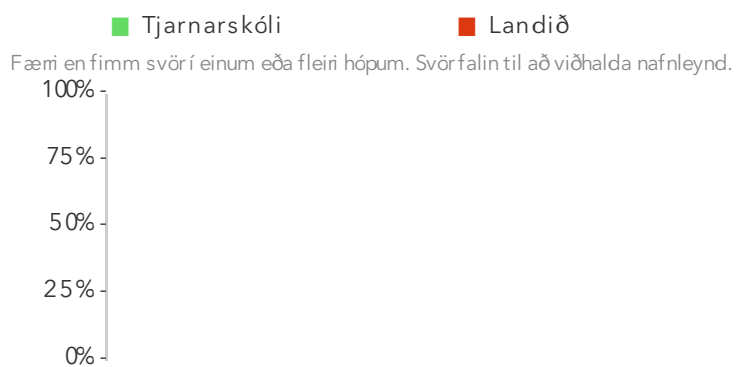 Tjarnarskóli Landið
Færri en fimm svör í einum eða fleiri hópum. Svör falin til að viðhalda nafnleynd.
100%
75%
50%
25%
0%